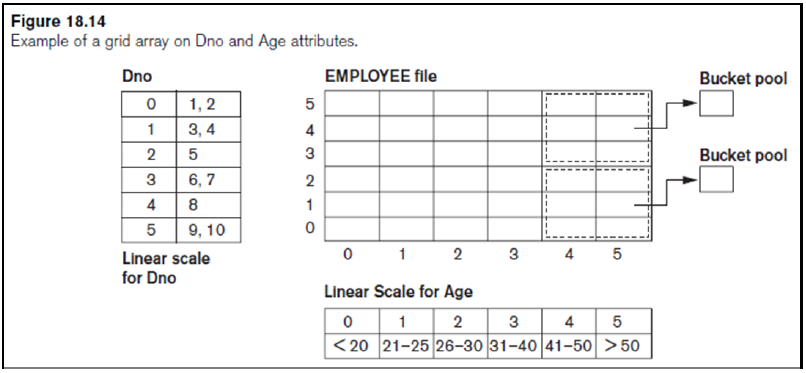 Figure 18.14
Example of a grid array on Dno and Age attributes.
Dno
0 1, 2
1 3, 4
2 5
3 6, 7
4 8
5 9, 10
Linear scale
for Dno
EMPLOYEE file
5
4
3
2
1
0
0 1 2 3 4 5
Bucket pool
Bucket pool
Linear Scale for Age
0 1 2 3 4 5
< 20 21–25 26–30 31–40 41–50 > 50